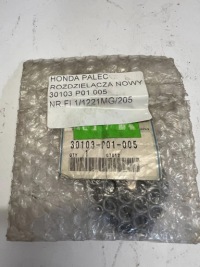 HONDA PALEC
ROZDZIELACZA NOWY
30103.P01.005
NR.FL1/1221MG/205
30103-P01-005